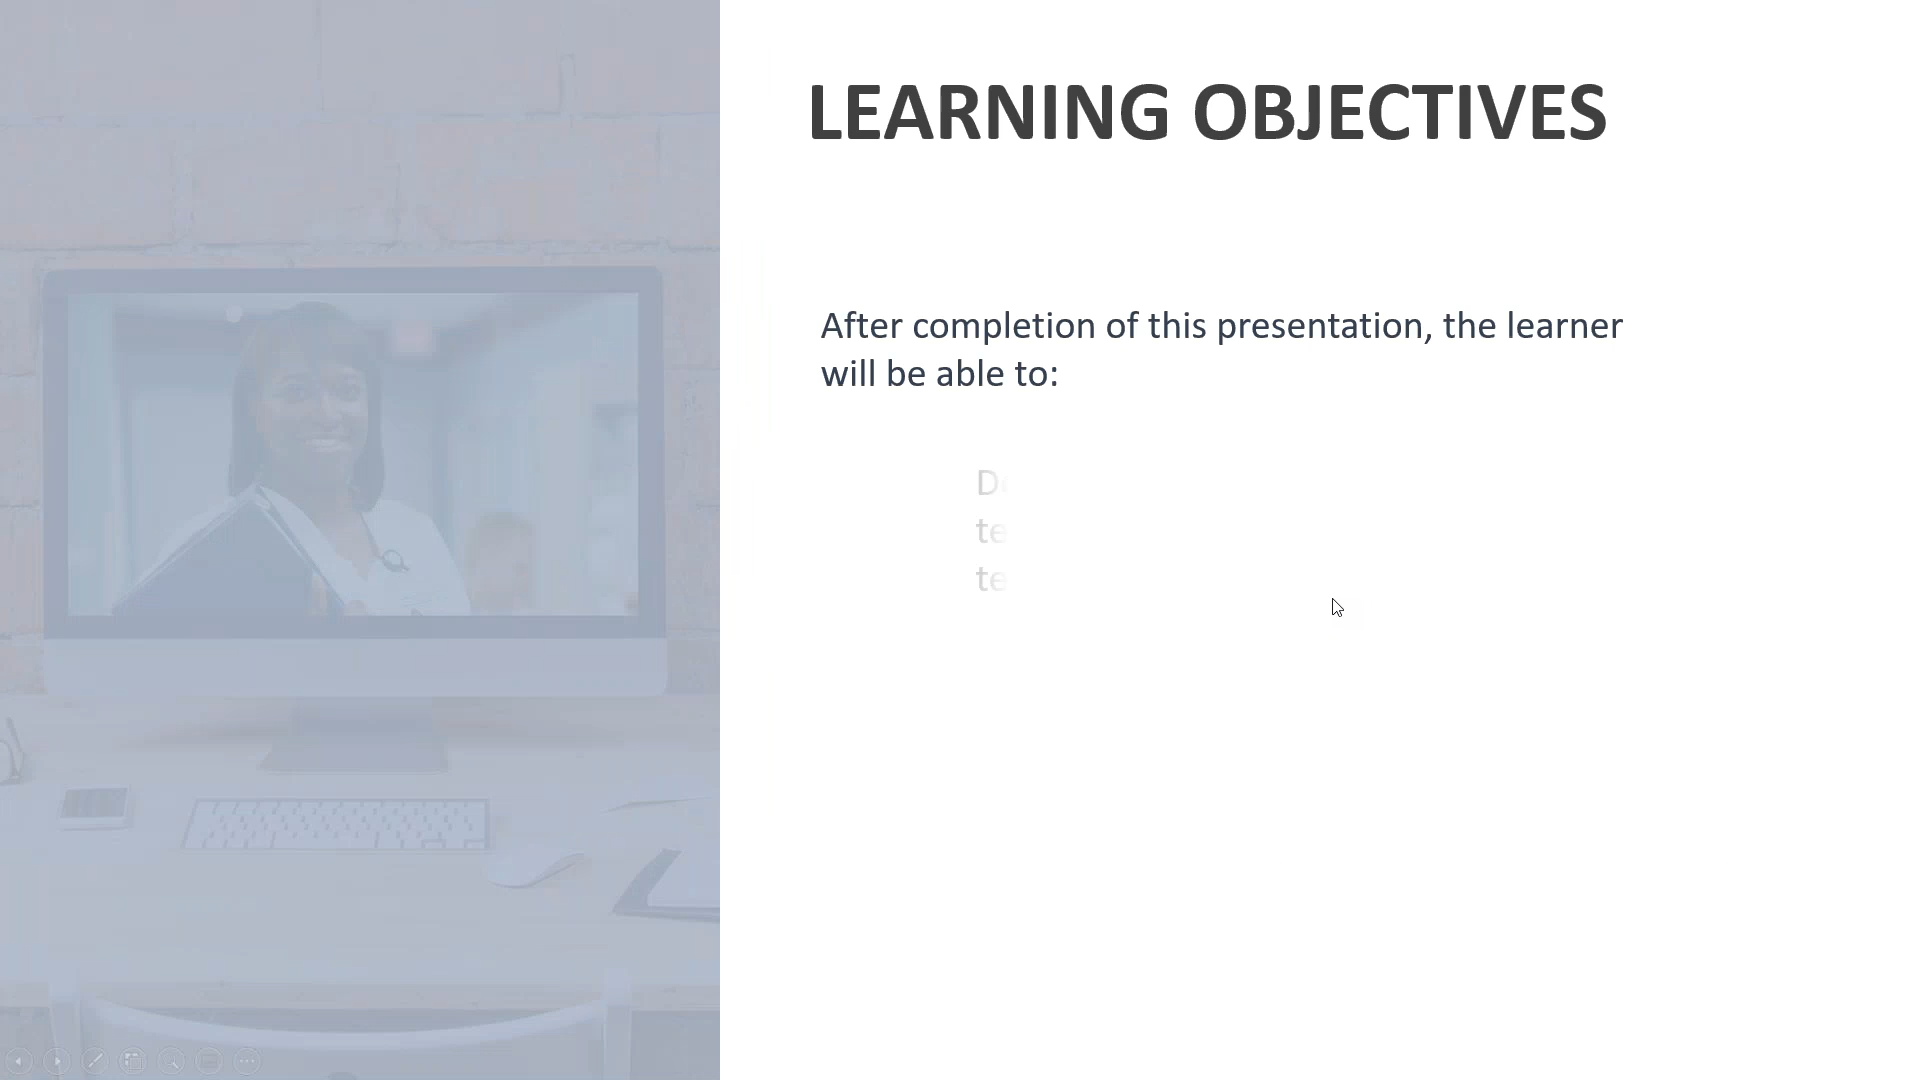 LEARNING OBJECTIVES
After completion of this presentation, the learner
will be able to: